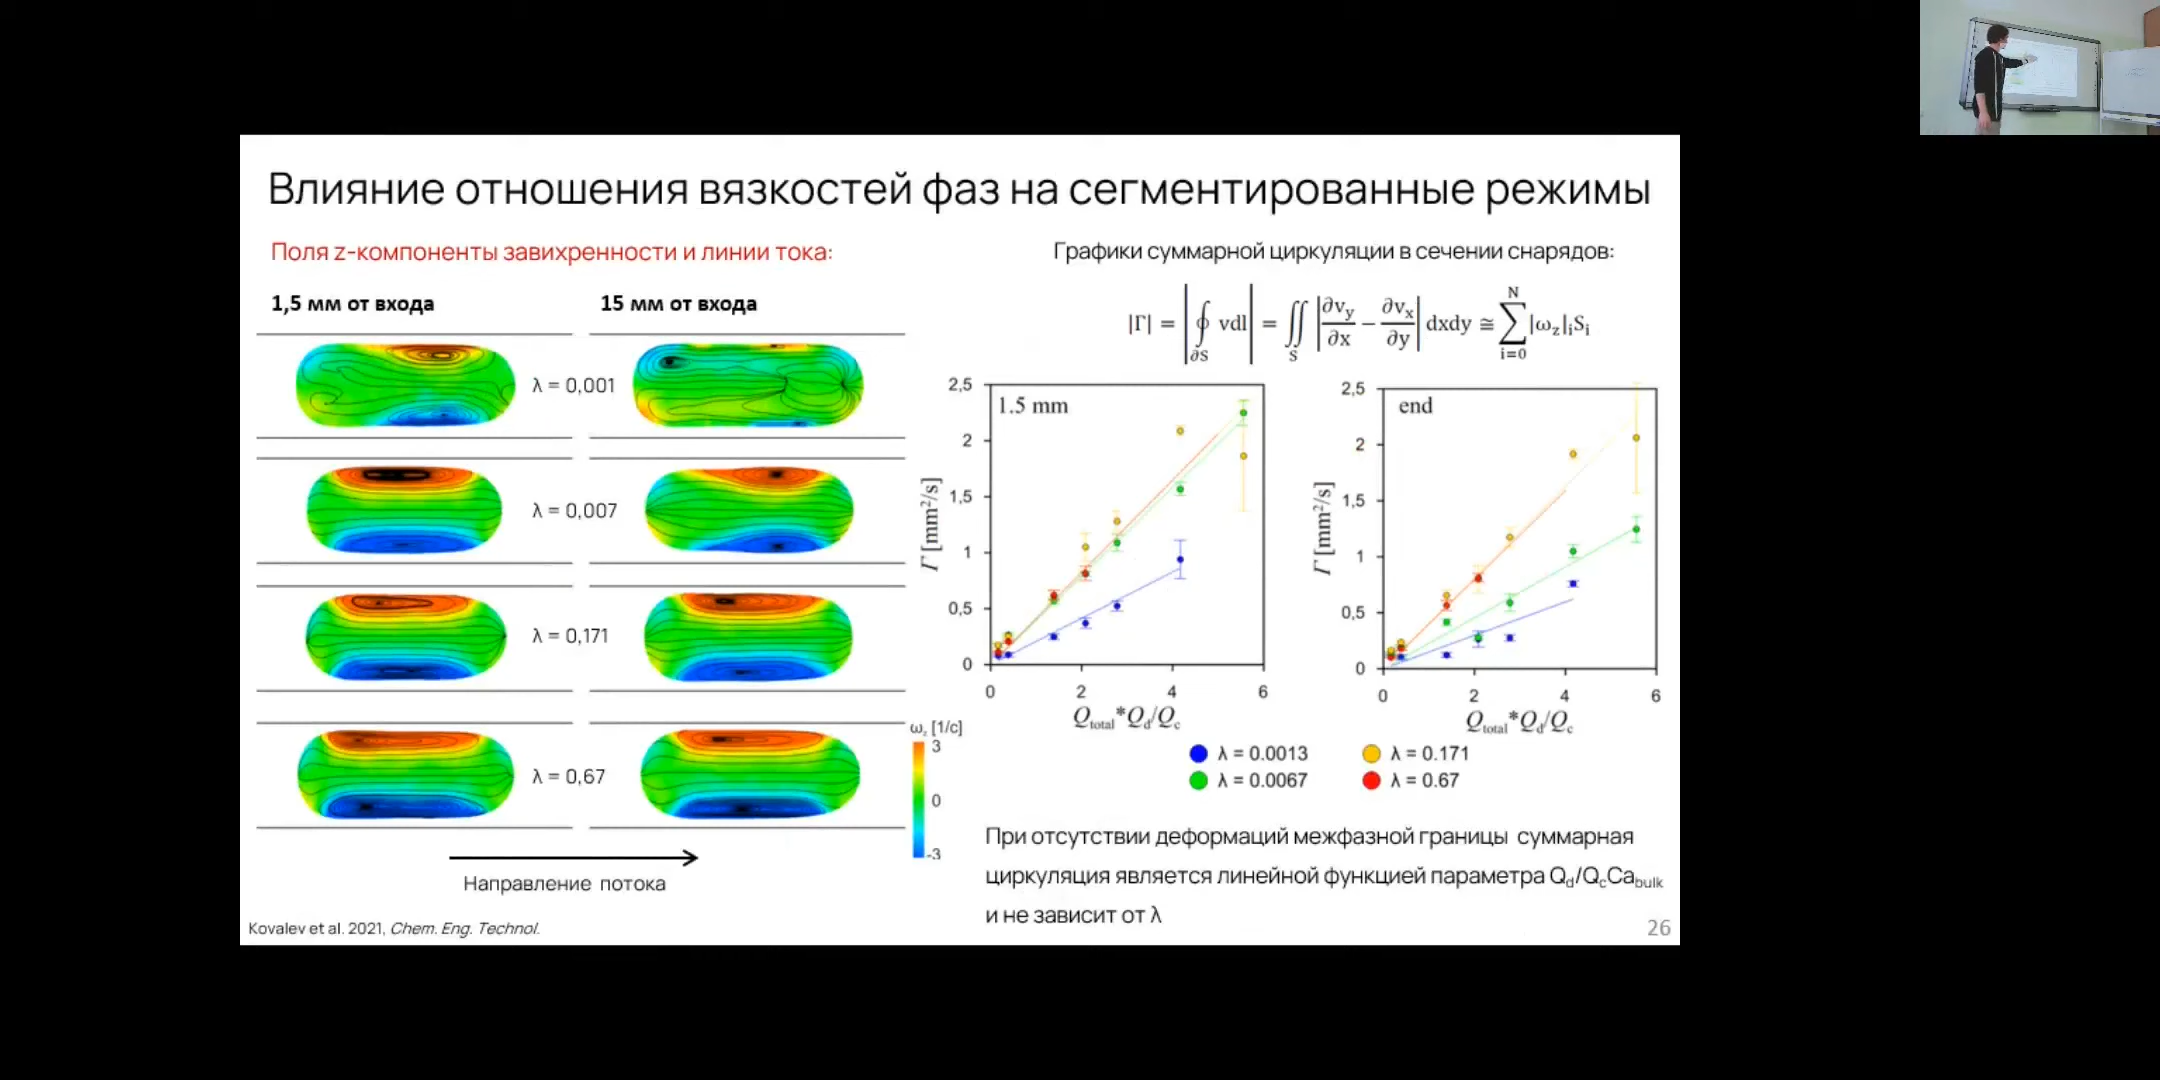 Влияние отношения вязкостей фаз на сегментированные режимы
Поля z-компоненты завихренности и линии тока:
1,5 мм от входа
15 мм от входа
λ = 0,001
λ = 0,007
λ = 0,171
λ = 0,67
ω_z [1/с]
3
0
-3
Направление потока
Kovalev et al. 2021, Chem. Eng. Technol.
Графики суммарной циркуляции в сечении снарядов:
|Γ| = |∮_∂S vdl| = ∬_S |∂v_y/∂x − ∂v_x/∂y| dxdy ≅ ∑_{i=0}^{N} |ω_z|_i S_i
1.5 mm
2,5
2
1,5
1
0,5
0
Γ [mm²/s]
0 2 4 6
Q_total*Q_d/Q_c
end
2,5
2
1,5
1
0,5
0
Γ [mm²/s]
0 2 4 6
Q_total*Q_d/Q_c
λ = 0.0013
λ = 0.171
λ = 0.0067
λ = 0.67
При отсутствии деформаций межфазной границы суммарная
циркуляция является линейной функцией параметра Q_d/Q_cCa_bulk
и не зависит от λ
26